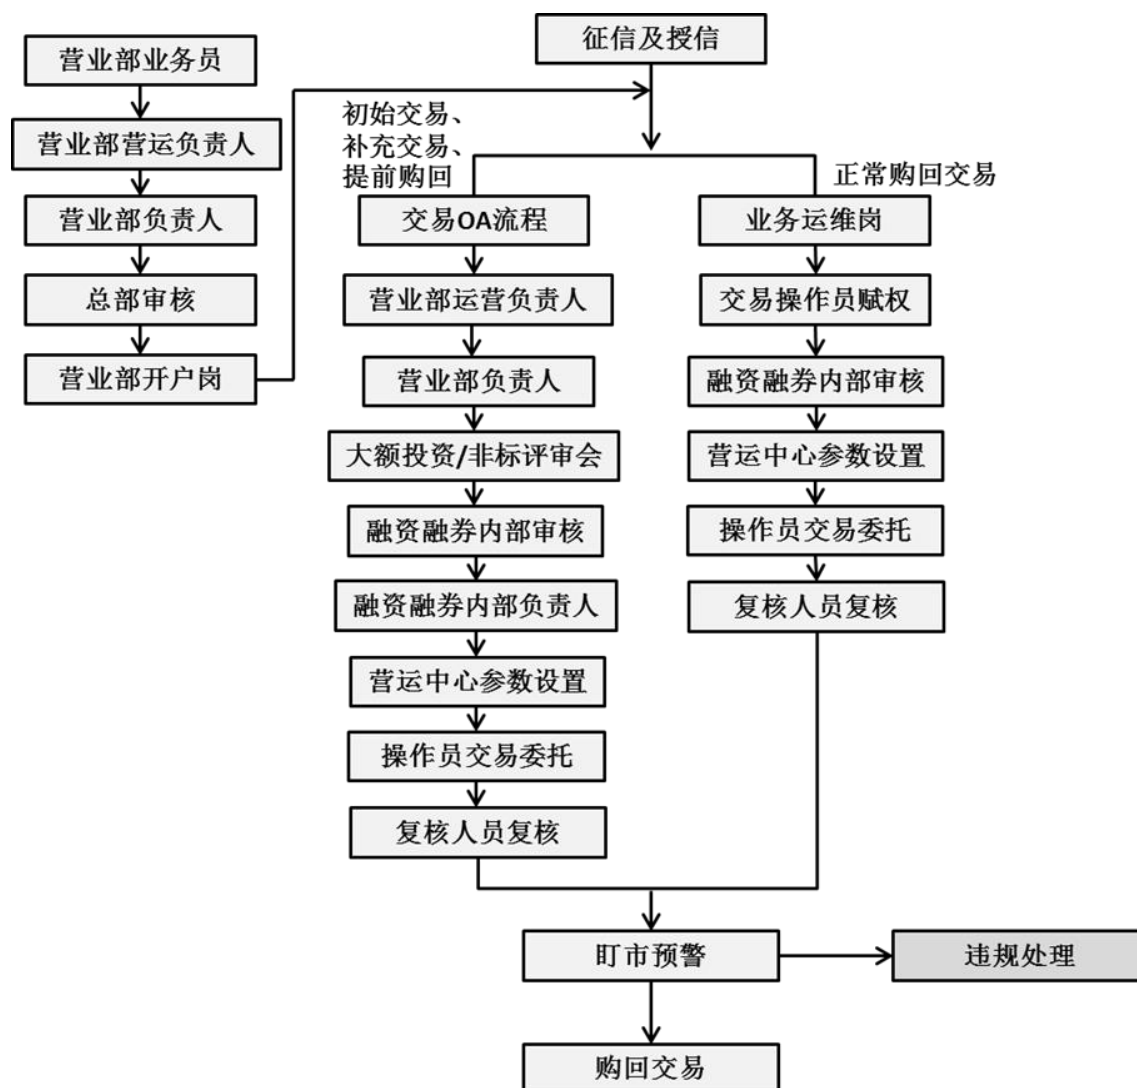 征信及授信
营业部业务员
营业部营运负责人
营业部负责人
总部审核
营业部开户岗
初始交易、
补充交易、
提前购回
正常购回交易
交易OA流程
营业部运营负责人
营业部负责人
大额投资/非标评审会
融资融券内部审核
融资融券内部负责人
营运中心参数设置
操作员交易委托
复核人员复核
业务运维岗
交易操作员赋权
融资融券内部审核
营运中心参数设置
操作员交易委托
复核人员复核
盯市预警
违规处理
购回交易